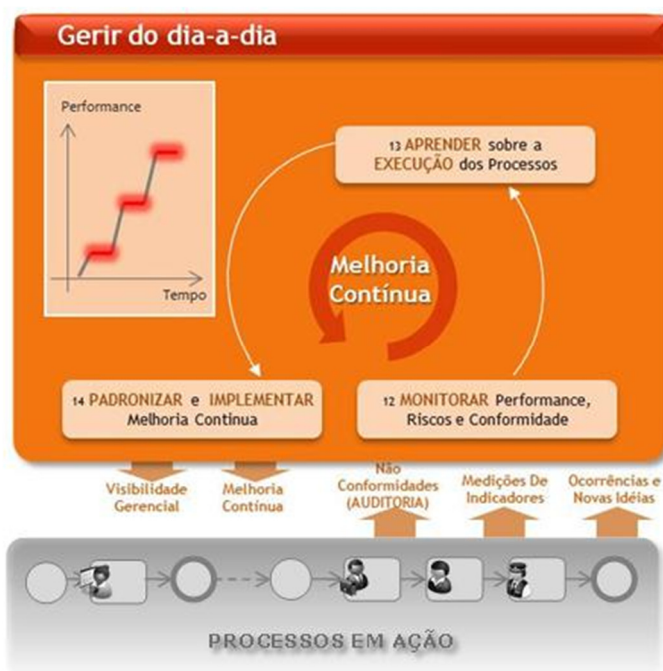 Gerir do dia-a-dia
Performance
Tempo
13 APRENDER sobre a
EXECUÇÃO dos Processos
Melhoria
Contínua
14 PADRONIZAR e IMPLEMENTAR
Melhoria Continua
12 MONITORAR Performance,
Riscos e Conformidade
Visibilidade
Gerencial
Melhoria
Contínua
Não
Conformidades
(AUDITORIA)
Medições De
Indicadores
Ocorrências e
Novas Idéias
PROCESSOS EM AÇÃO